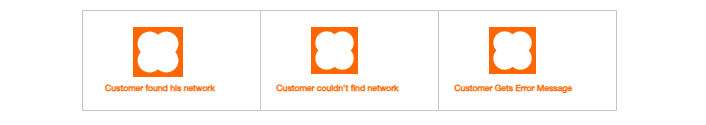 Customer found his network
Customer couldn't find network
Customer Gets Error Message